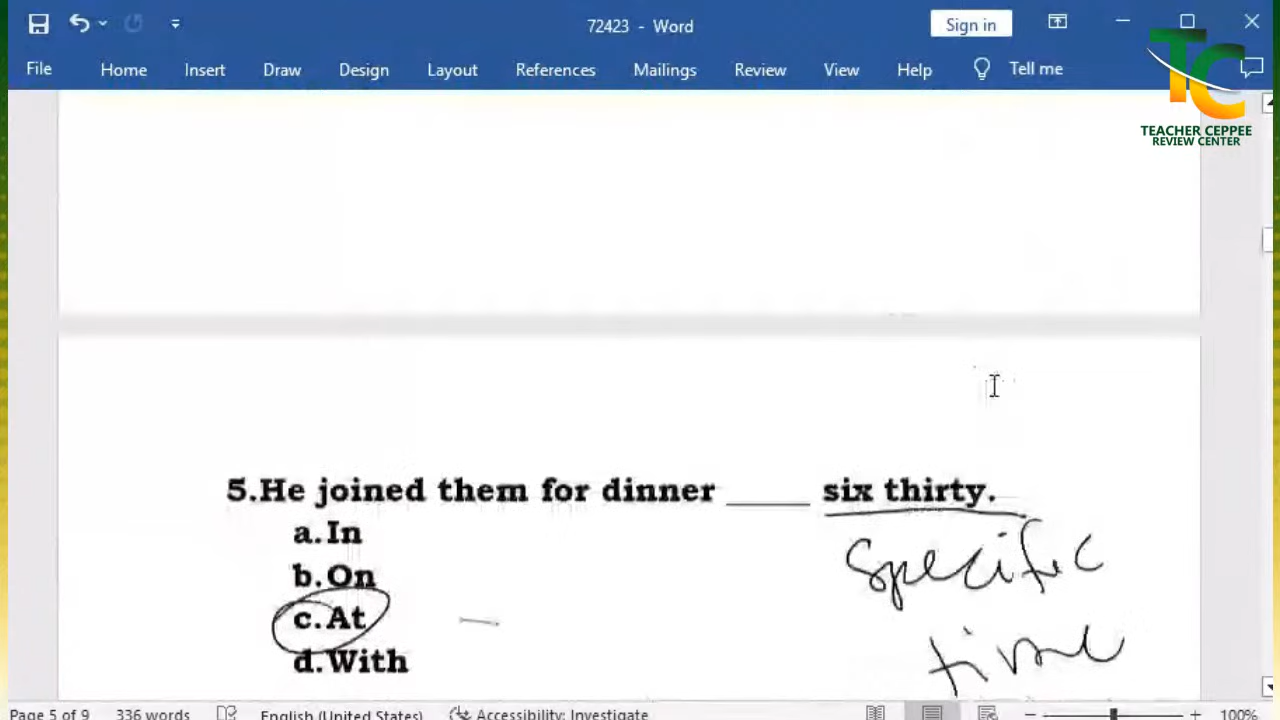 72423 - Word
Sign in
File Home Insert Draw Design Layout References Mailings Review View Help Tell me
TC
TEACHER CEPPEE
REVIEW CENTER
5.He joined them for dinner ____ six thirty.
a.In
b.On
c.At
d.With
specific
time
Page 5 of 9 336 words English (United States) Accessibility: Investigate 100%